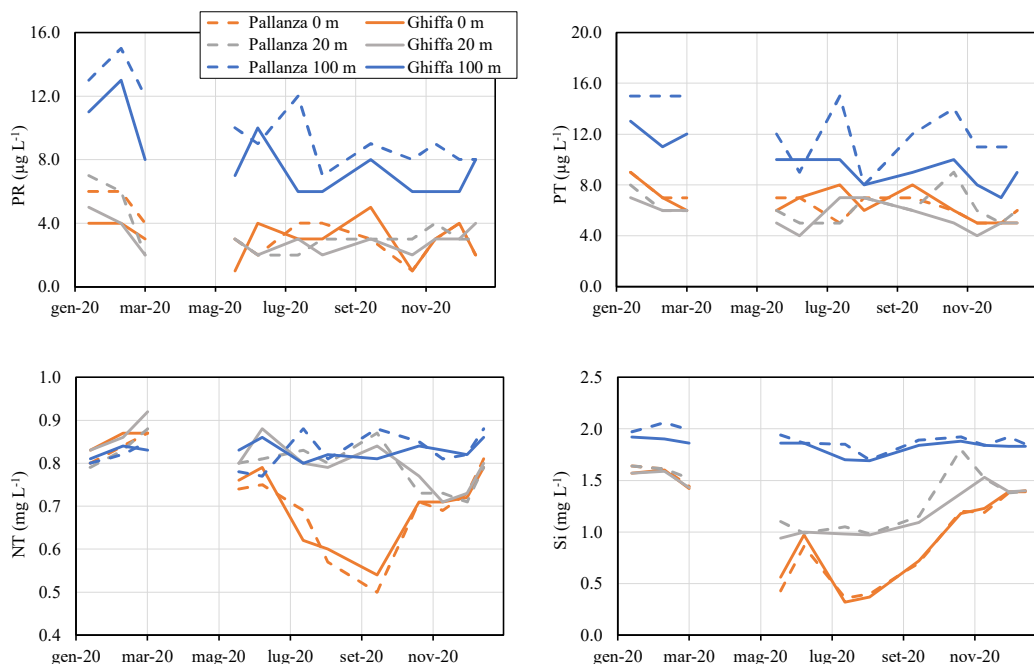 Pallanza 0 m Ghiffa 0 m
Pallanza 20 m Ghiffa 20 m
Pallanza 100 m Ghiffa 100 m
PR (µg L-1)
16.0
12.0
8.0
4.0
0.0
gen-20 mar-20 mag-20 lug-20 set-20 nov-20
PT (µg L-1)
20.0
16.0
12.0
8.0
4.0
0.0
gen-20 mar-20 mag-20 lug-20 set-20 nov-20
NT (mg L-1)
1.0
0.9
0.8
0.7
0.6
0.5
0.4
gen-20 mar-20 mag-20 lug-20 set-20 nov-20
Si (mg L-1)
2.5
2.0
1.5
1.0
0.5
0.0
gen-20 mar-20 mag-20 lug-20 set-20 nov-20